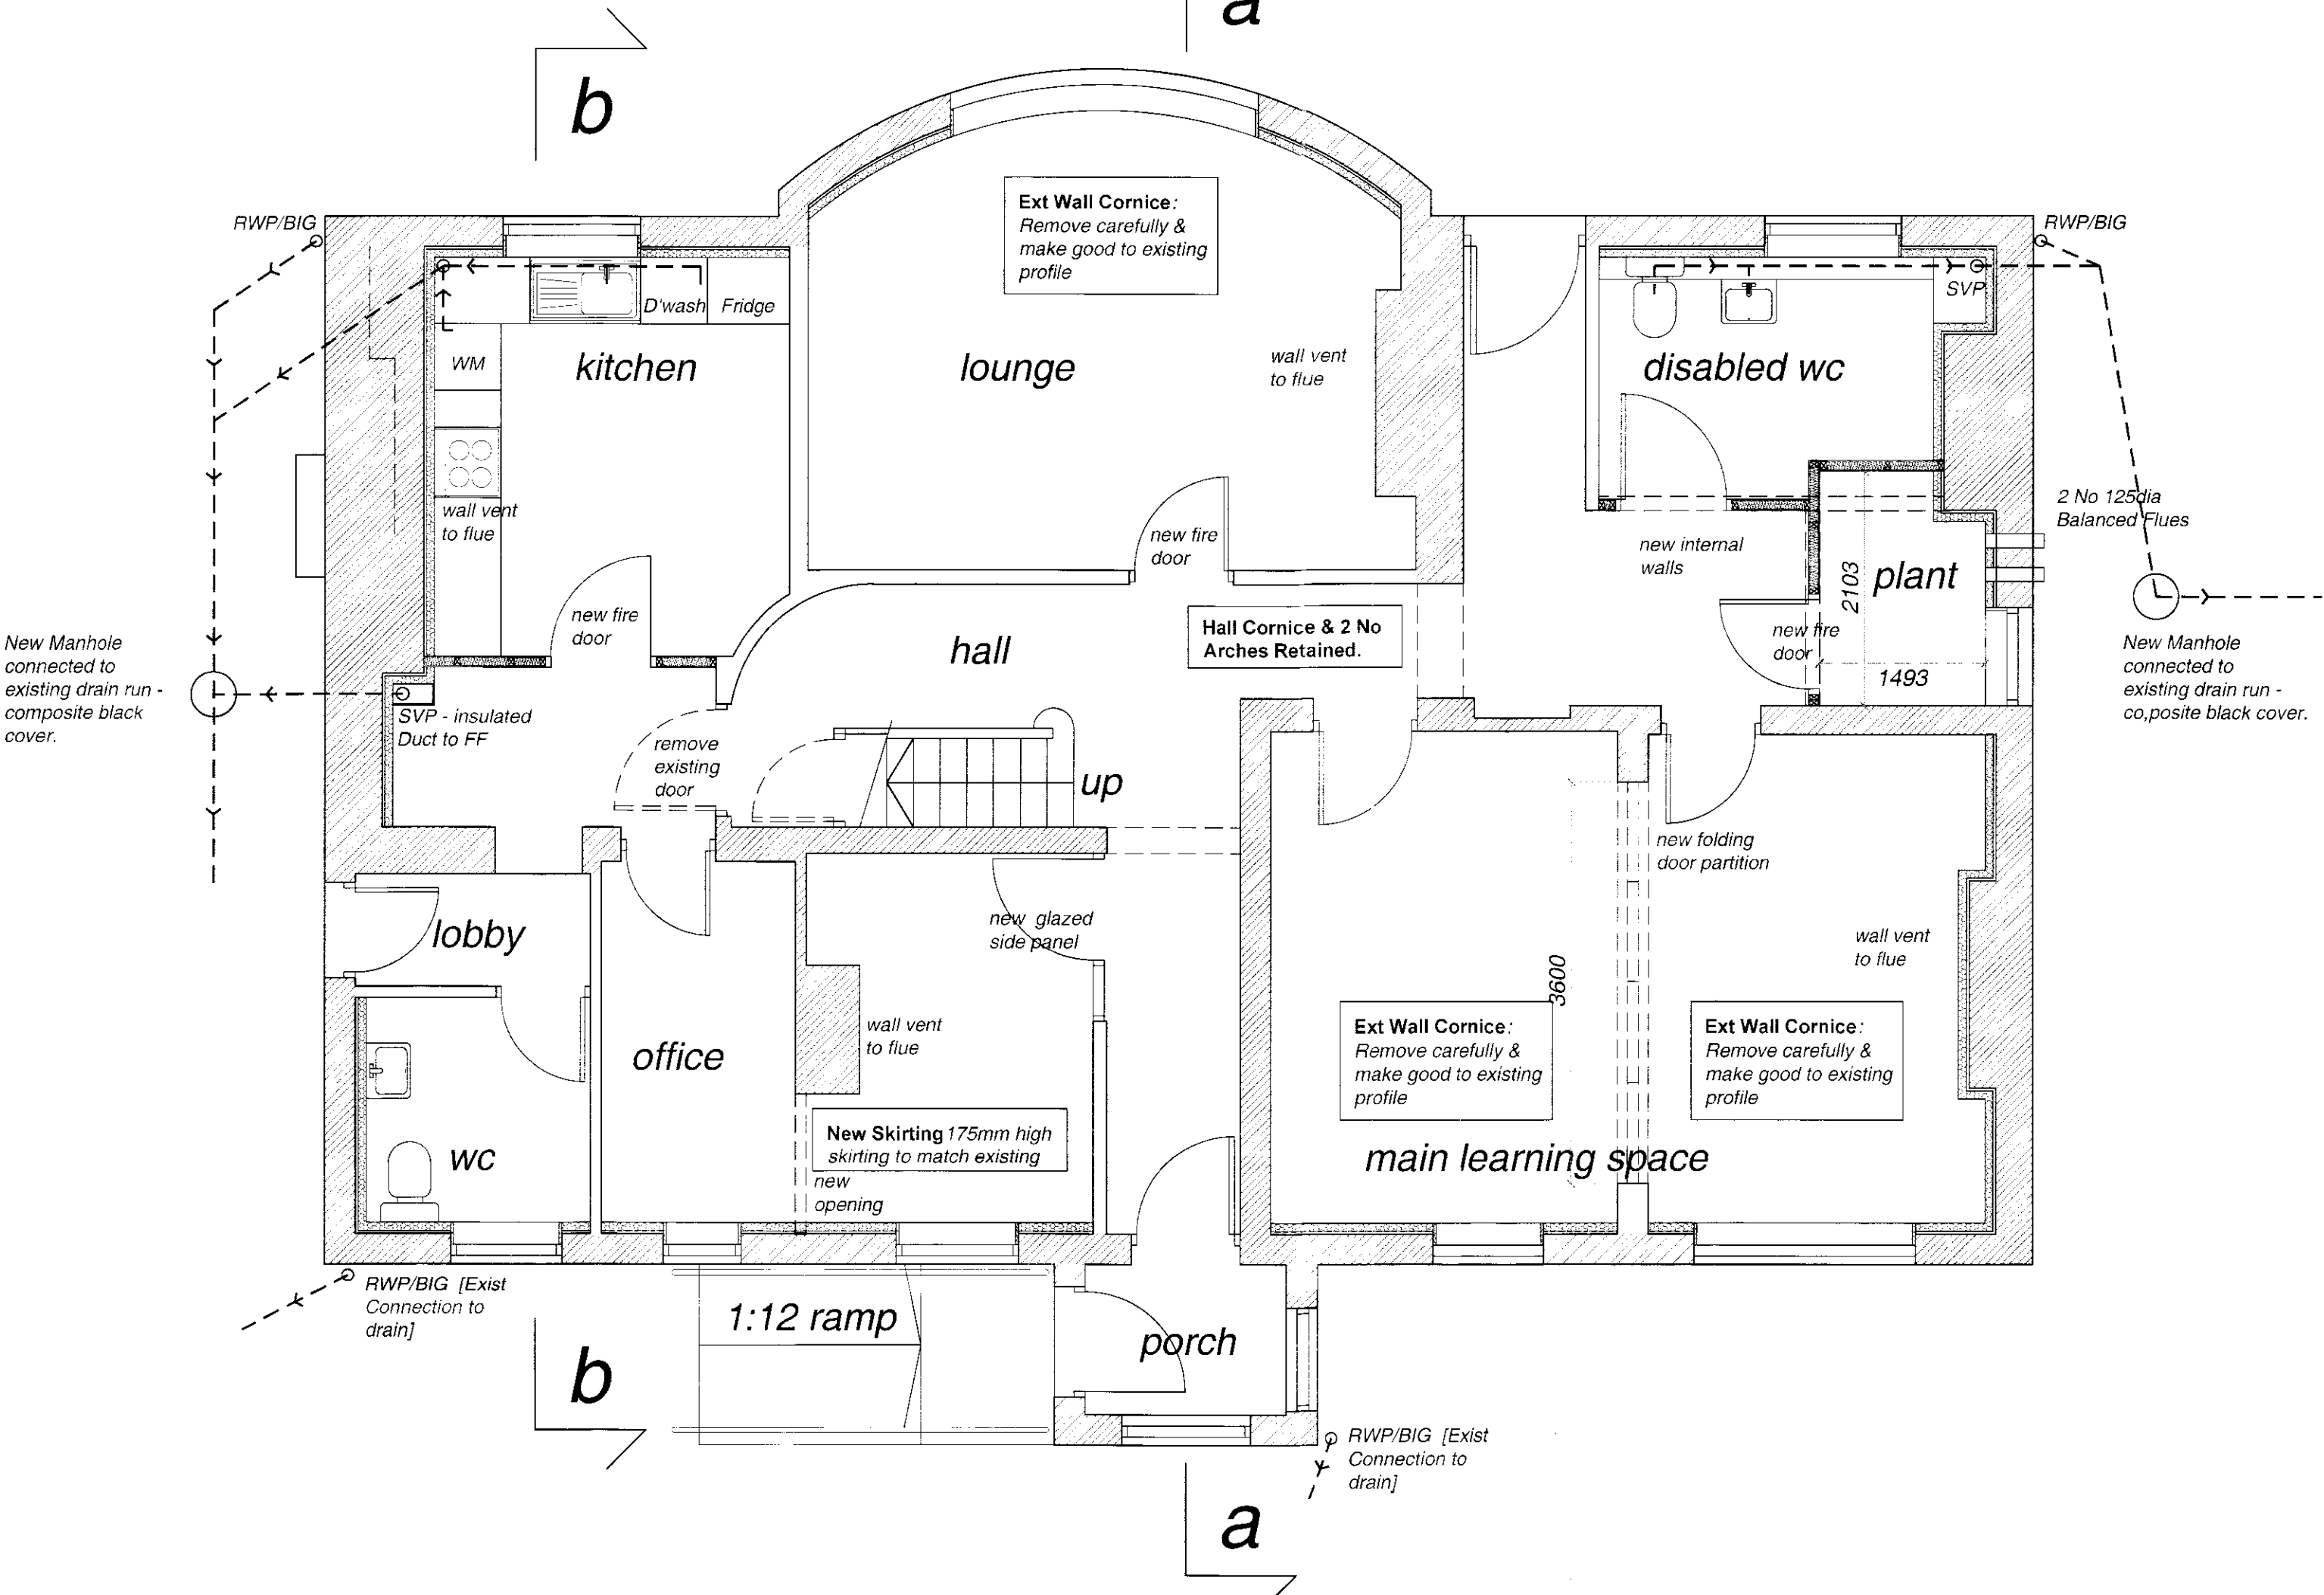 a
b
RWP/BIG
Ext Wall Cornice:
Remove carefully &
make good to existing
profile
RWP/BIG
D'wash
Fridge
SVP
WM
kitchen
lounge
wall vent
to flue
disabled wc
wall vent
to flue
new fire
door
new internal
walls
2 No 125dia
Balanced Flues
plant
2103
new fire
door
hall
Hall Cornice & 2 No
Arches Retained.
new fire
door
1493
New Manhole
connected to
existing drain run -
composite black
cover.
New Manhole
connected to
existing drain run -
co,posite black cover.
SVP - insulated
Duct to FF
remove
existing
door
up
new folding
door partition
lobby
new glazed
side panel
wall vent
to flue
3600
office
wall vent
to flue
Ext Wall Cornice:
Remove carefully &
make good to existing
profile
Ext Wall Cornice:
Remove carefully &
make good to existing
profile
New Skirting 175mm high
skirting to match existing
wc
main learning space
new
opening
RWP/BIG [Exist
Connection to
drain]
1:12 ramp
porch
b
RWP/BIG [Exist
Connection to
drain]
a